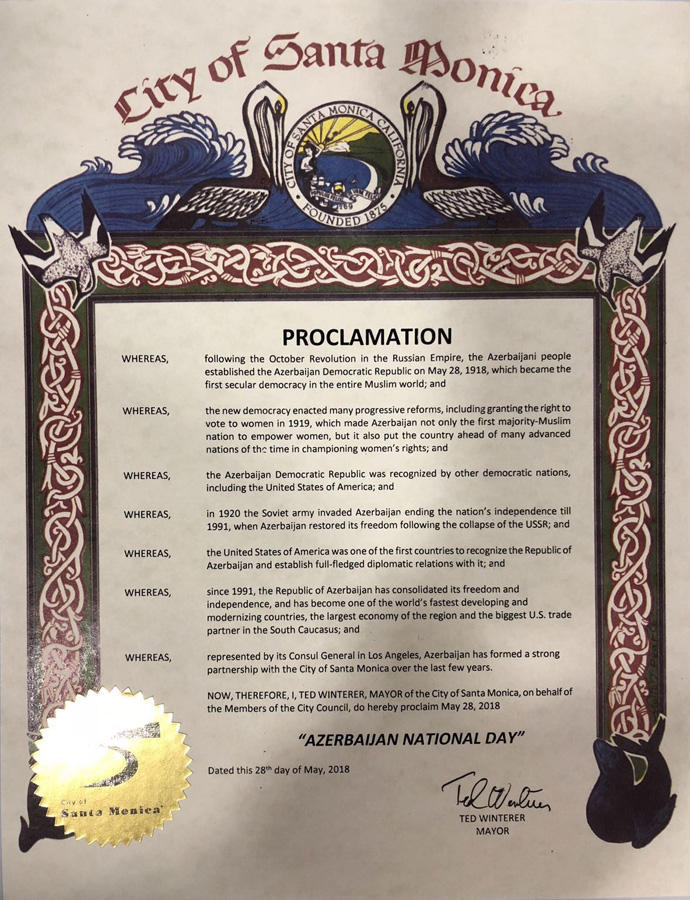 City of Santa Monica
CITY OF SANTA MONICA CALIFORNIA
FOUNDED 1875
PROCLAMATION
WHEREAS, following the October Revolution in the Russian Empire, the Azerbaijani people
established the Azerbaijan Democratic Republic on May 28, 1918, which became the
first secular democracy in the entire Muslim world; and
WHEREAS, the new democracy enacted many progressive reforms, including granting the right to
vote to women in 1919, which made Azerbaijan not only the first majority-Muslim
nation to empower women, but it also put the country ahead of many advanced
nations of the time in championing women's rights; and
WHEREAS, the Azerbaijan Democratic Republic was recognized by other democratic nations,
including the United States of America; and
WHEREAS, in 1920 the Soviet army invaded Azerbaijan ending the nation's independence till
1991, when Azerbaijan restored its freedom following the collapse of the USSR; and
WHEREAS, the United States of America was one of the first countries to recognize the Republic of
Azerbaijan and establish full-fledged diplomatic relations with it; and
WHEREAS, since 1991, the Republic of Azerbaijan has consolidated its freedom and
independence, and has become one of the world's fastest developing and
modernizing countries, the largest economy of the region and the biggest U.S. trade
partner in the South Caucasus; and
WHEREAS, represented by its Consul General in Los Angeles, Azerbaijan has formed a strong
partnership with the City of Santa Monica over the last few years.
NOW, THEREFORE, I, TED WINTERER, MAYOR of the City of Santa Monica, on behalf of
the Members of the City Council, do hereby proclaim May 28, 2018
"AZERBAIJAN NATIONAL DAY"
Dated this 28th day of May, 2018
Ted Winterer
TED WINTERER
MAYOR
City of
Santa Monica